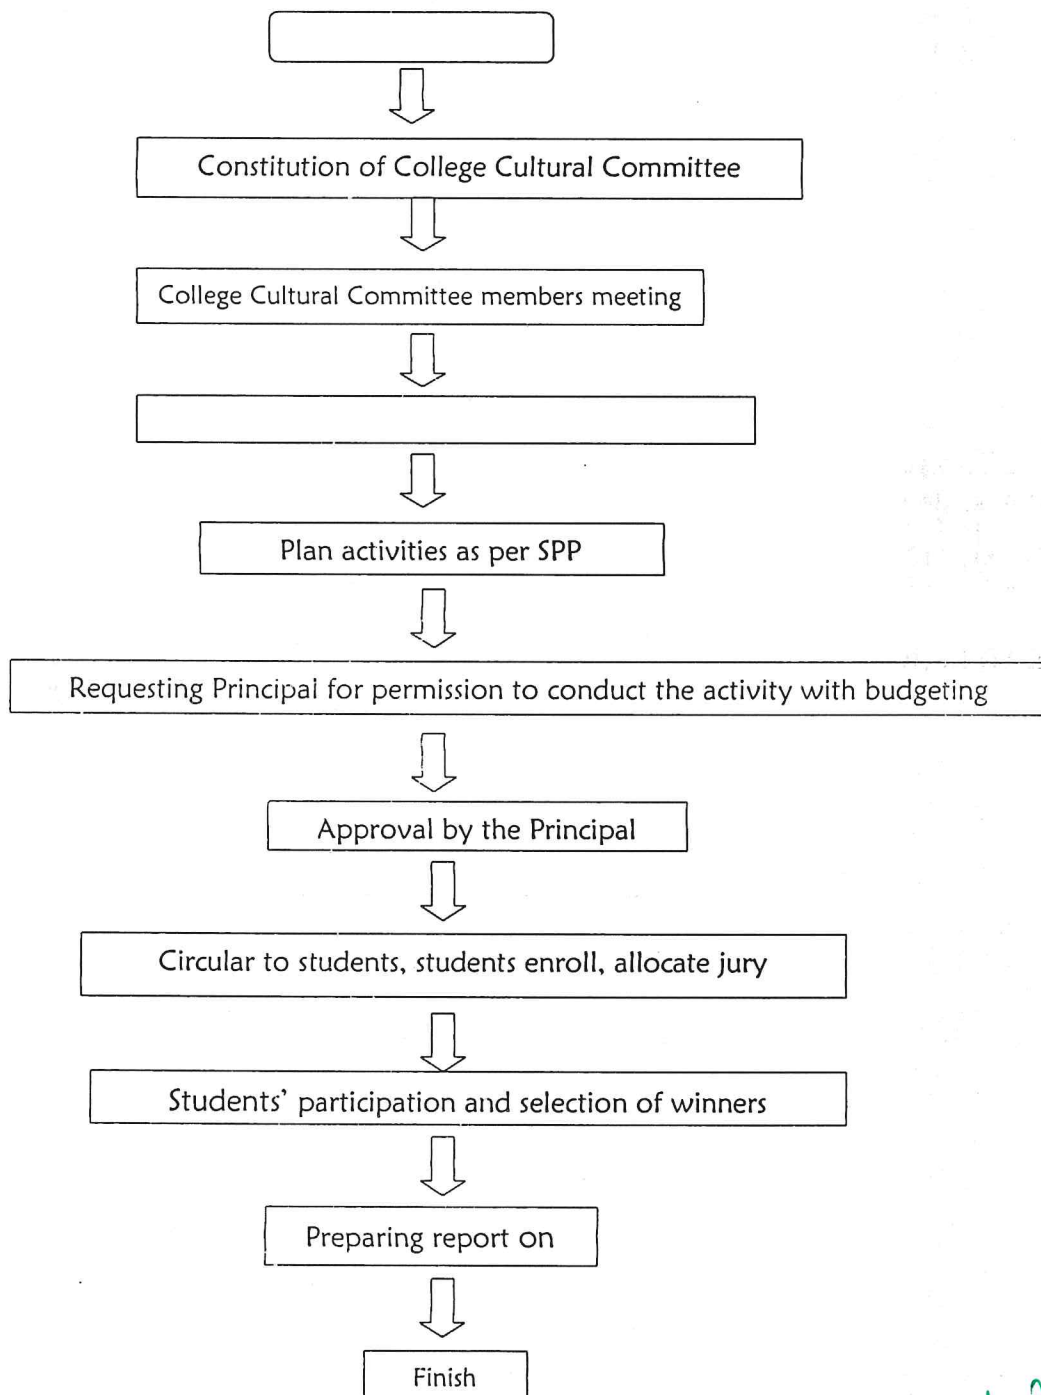 Constitution of College Cultural Committee
College Cultural Committee members meeting
Plan activities as per SPP
Requesting Principal for permission to conduct the activity with budgeting
Approval by the Principal
Circular to students, students enroll, allocate jury
Students' participation and selection of winners
Preparing report on
Finish